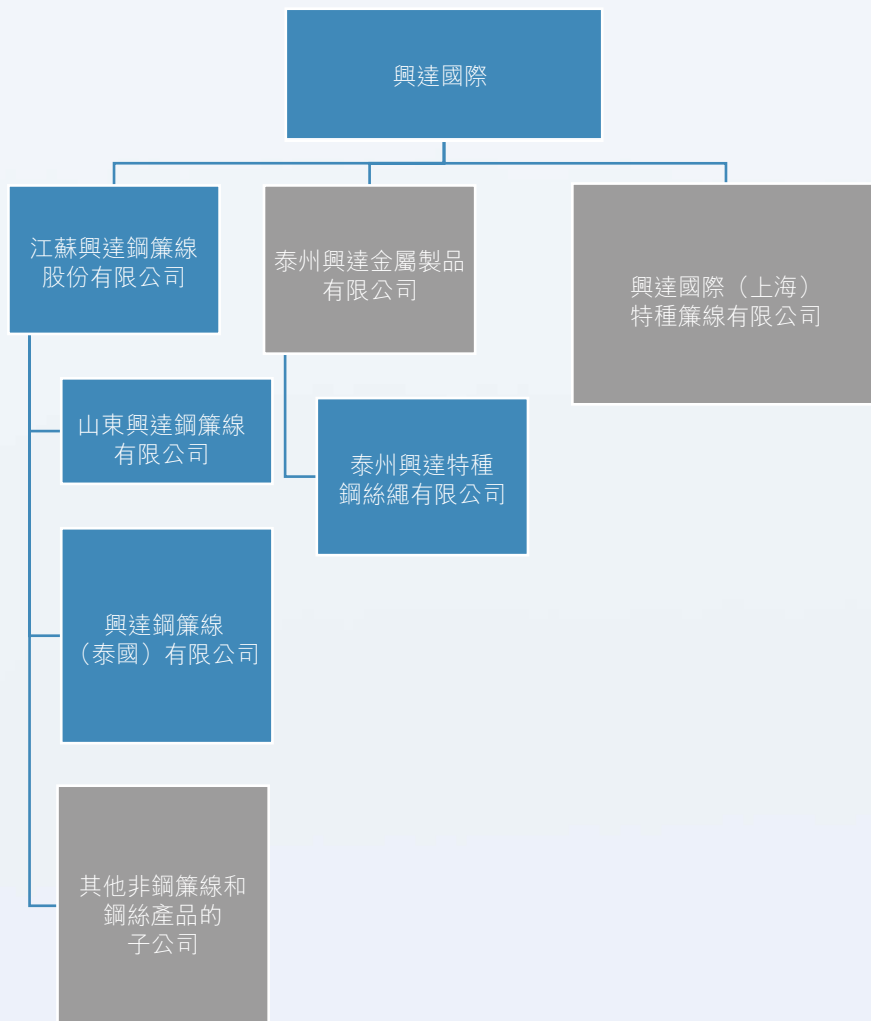 興達國際
江蘇興達鋼簾線
股份有限公司
泰州興達金屬製品
有限公司
興達國際（上海）
特種簾線有限公司
山東興達鋼簾線
有限公司
泰州興達特種
鋼絲繩有限公司
興達鋼簾線
（泰國）有限公司
其他非鋼簾線和
鋼絲產品的
子公司